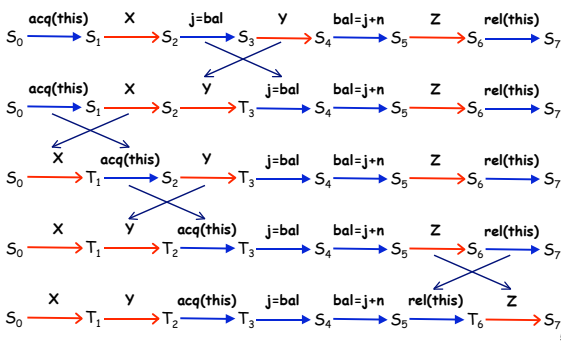 acq(this) X j=bal Y bal=j+n Z rel(this)
S0 S1 S2 S3 S4 S5 S6 S7
acq(this) X Y j=bal bal=j+n Z rel(this)
S0 S1 S2 T3 S4 S5 S6 S7
X acq(this) Y j=bal bal=j+n Z rel(this)
S0 T1 S2 T3 S4 S5 S6 S7
X Y acq(this) j=bal bal=j+n Z rel(this)
S0 T1 T2 T3 S4 S5 S6 S7
X Y acq(this) j=bal bal=j+n rel(this) Z
S0 T1 T2 T3 S4 S5 T6 S7